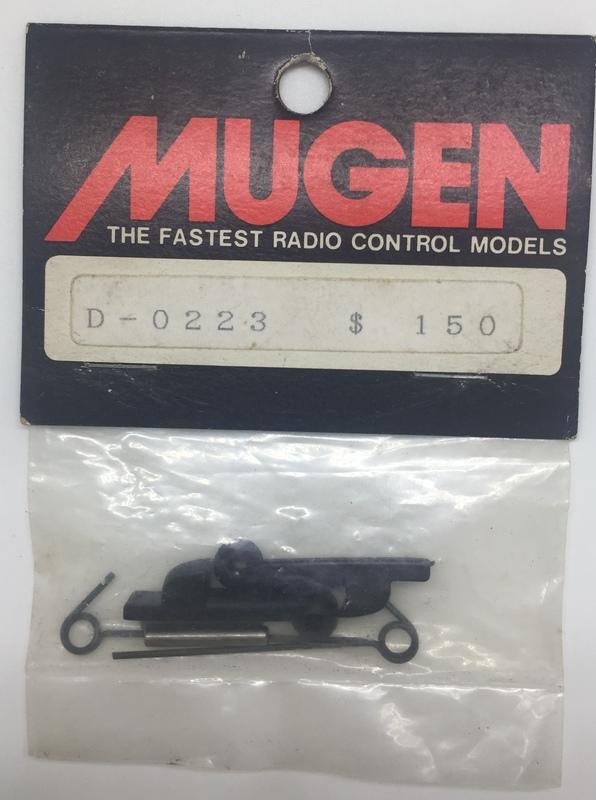 MUGEN
THE FASTEST RADIO CONTROL MODELS
D-0223 $ 150